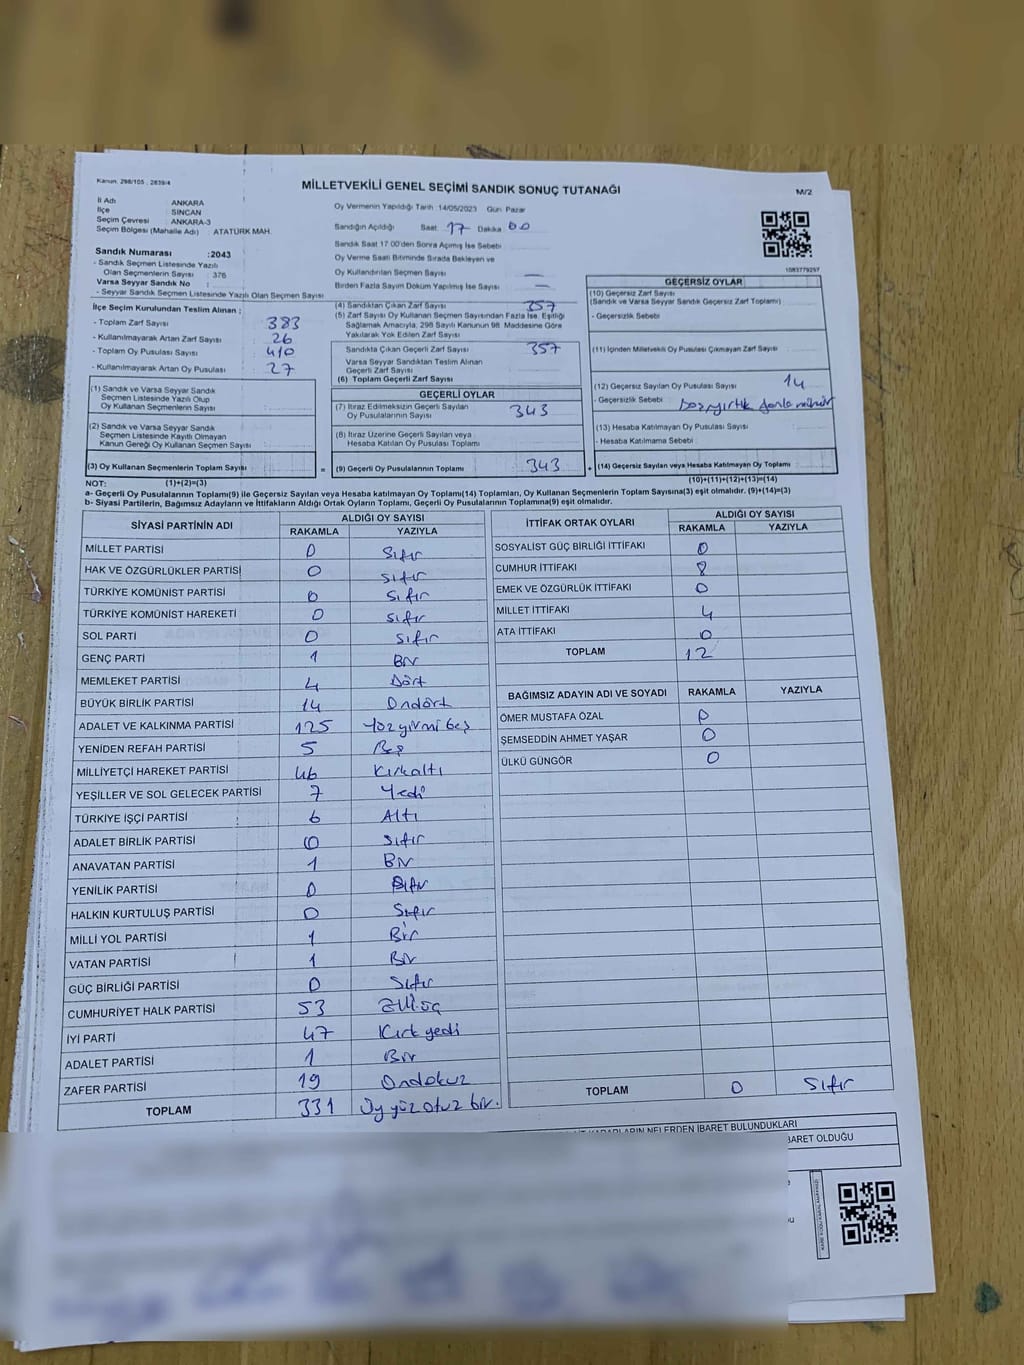 Kanun: 298/105 , 2839/4
MİLLETVEKİLİ GENEL SEÇİMİ SANDIK SONUÇ TUTANAĞI
M/2
İl Adı ANKARA
İlçe SİNCAN
Seçim Çevresi ANKARA-3
Seçim Bölgesi (Mahalle Adı) : ATATÜRK MAH.
Oy Vermenin Yapıldığı Tarih 14/05/2023 Gün Pazar
Sandığın Açıldığı Saat 17 Dakika 00
Sandık Saat 17 00'den Sonra Açılmış İse Sebebi
Oy Verme Saati Bitiminde Sırada Bekleyen ve
Oy Kullandırılan Seçmen Sayısı —
Birden Fazla Sayım Döküm Yapılmış İse Sayısı —
Sandık Numarası :2043
- Sandık Seçmen Listesinde Yazılı
Olan Seçmenlerin Sayısı : 376
Varsa Seyyar Sandık No :
- Seyyar Sandık Seçmen Listesinde Yazılı Olan Seçmen Sayısı
İlçe Seçim Kurulundan Teslim Alınan :
- Toplam Zarf Sayısı 383
- Kullanılmayarak Artan Zarf Sayısı 26
- Toplam Oy Pusulası Sayısı 410
- Kullanılmayarak Artan Oy Pusulası 27
(1) Sandık ve Varsa Seyyar Sandık
Seçmen Listesinde Yazılı Olup
Oy Kullanan Seçmenlerin Sayısı
(2) Sandık ve Varsa Seyyar Sandık
Seçmen Listesinde Kayıtlı Olmayan
Kanun Gereği Oy Kullanan Seçmen Sayısı
(3) Oy Kullanan Seçmenlerin Toplam Sayısı =
(4) Sandıktan Çıkan Zarf Sayısı 357
(5) Zarf Sayısı Oy Kullanan Seçmen Sayısından Fazla İse, Eşitliği
Sağlamak Amacıyla, 298 Sayılı Kanunun 98. Maddesine Göre
Yakılarak Yok Edilen Zarf Sayısı
Sandıkta Çıkan Geçerli Zarf Sayısı 357
Varsa Seyyar Sandıktan Teslim Alınan
Geçerli Zarf Sayısı
(6) Toplam Geçerli Zarf Sayısı
GEÇERLİ OYLAR
(7) İtiraz Edilmeksizin Geçerli Sayılan
Oy Pusulalarının Sayısı 343
(8) İtiraz Üzerine Geçerli Sayılan veya
Hesaba Katılan Oy Pusulası Toplamı
(9) Geçerli Oy Pusulalarının Toplamı 343 +
1083779297
GEÇERSİZ OYLAR
(10) Geçersiz Zarf Sayısı
(Sandık ve Varsa Seyyar Sandık Geçersiz Zarf Toplamı)
- Geçersizlik Sebebi
(11) İçinden Milletvekili Oy Pusulası Çıkmayan Zarf Sayısı
(12) Geçersiz Sayılan Oy Pusulası Sayısı 14
- Geçersizlik Sebebi
(13) Hesaba Katılmayan Oy Pusulası Sayısı
- Hesaba Katılmama Sebebi
(14) Geçersiz Sayılan veya Hesaba Katılmayan Oy Toplamı
NOT: (1)+(2)=(3) (10)+(11)+(12)+(13)=(14)
a- Geçerli Oy Pusulalarının Toplamı(9) ile Geçersiz Sayılan veya Hesaba katılmayan Oy Toplamı(14) Toplamları, Oy Kullanan Seçmenlerin Toplam Sayısına(3) eşit olmalıdır. (9)+(14)=(3)
b- Siyasi Partilerin, Bağımsız Adayların ve İttifakların Aldığı Ortak Oyların Toplamı, Geçerli Oy Pusulalarının Toplamına(9) eşit olmalıdır.
SİYASİ PARTİNİN ADI ALDIĞI OY SAYISI
RAKAMLA YAZIYLA
MİLLET PARTİSİ 0 Sıfır
HAK VE ÖZGÜRLÜKLER PARTİSİ 0 Sıfır
TÜRKİYE KOMÜNİST PARTİSİ 0 Sıfır
TÜRKİYE KOMÜNİST HAREKETİ 0 Sıfır
SOL PARTİ 0 Sıfır
GENÇ PARTİ 1 Bir
MEMLEKET PARTİSİ 4 Dört
BÜYÜK BİRLİK PARTİSİ 14 Ondört
ADALET VE KALKINMA PARTİSİ 125 Yüzyirmi beş
YENİDEN REFAH PARTİSİ 5 Beş
MİLLİYETÇİ HAREKET PARTİSİ 46 Kırkaltı
YEŞİLLER VE SOL GELECEK PARTİSİ 7 Yedi
TÜRKİYE İŞÇİ PARTİSİ 6 Altı
ADALET BİRLİK PARTİSİ 0 Sıfır
ANAVATAN PARTİSİ 1 Bir
YENİLİK PARTİSİ 0 Sıfır
HALKIN KURTULUŞ PARTİSİ 0 Sıfır
MİLLİ YOL PARTİSİ 1 Bir
VATAN PARTİSİ 1 Bir
GÜÇ BİRLİĞİ PARTİSİ 0 Sıfır
CUMHURİYET HALK PARTİSİ 53 Elliüç
İYİ PARTİ 47 Kırk yedi
ADALET PARTİSİ 1 Bir
ZAFER PARTİSİ 19 Ondokuz
TOPLAM 331 Üç yüz otuz bir.
İTTİFAK ORTAK OYLARI ALDIĞI OY SAYISI
RAKAMLA YAZIYLA
SOSYALİST GÜÇ BİRLİĞİ İTTİFAKI 0
CUMHUR İTTİFAKI 8
EMEK VE ÖZGÜRLÜK İTTİFAKI 0
MİLLET İTTİFAKI 4
ATA İTTİFAKI 0
TOPLAM 12
BAĞIMSIZ ADAYIN ADI VE SOYADI RAKAMLA YAZIYLA
ÖMER MUSTAFA ÖZAL 0
ŞEMSEDDİN AHMET YAŞAR 0
ÜLKÜ GÜNGÖR 0
TOPLAM 0 Sıfır
KARARLARIN NELERDEN İBARET BULUNDUKLARI
BARET OLDUĞU